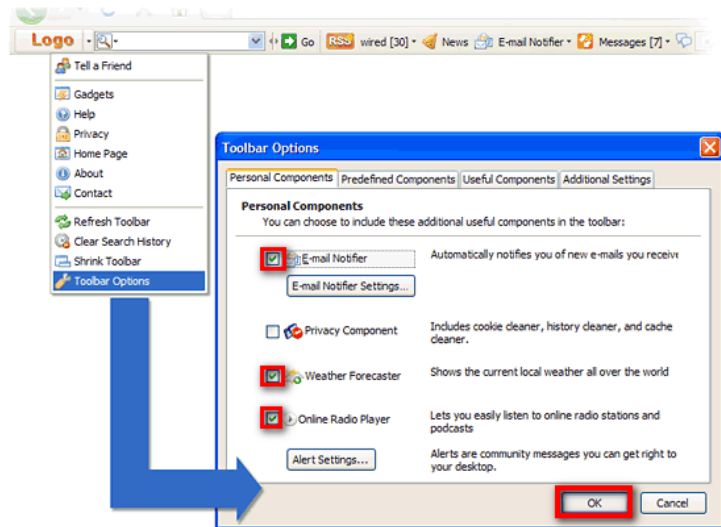 Logo Go RSS wired [30] News E-mail Notifier Messages [7]
Tell a Friend
Gadgets
Help
Privacy
Home Page
About
Contact
Refresh Toolbar
Clear Search History
Shrink Toolbar
Toolbar Options
Toolbar Options
Personal Components Predefined Components Useful Components Additional Settings
Personal Components
You can choose to include these additional useful components in the toolbar:
E-mail Notifier Automatically notifies you of new e-mails you receive
E-mail Notifier Settings...
Privacy Component Includes cookie cleaner, history cleaner, and cache
cleaner.
Weather Forecaster Shows the current local weather all over the world
Online Radio Player Lets you easily listen to online radio stations and
podcasts
Alert Settings... Alerts are community messages you can get right to
your desktop.
OK Cancel